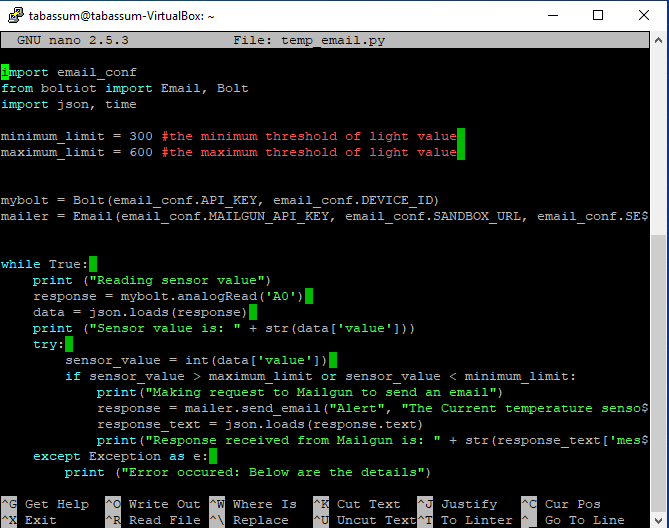 tabassum@tabassum-VirtualBox: ~
GNU nano 2.5.3 File: temp_email.py
import email_conf
from boltiot import Email, Bolt
import json, time
minimum_limit = 300 #the minimum threshold of light value
maximum_limit = 600 #the maximum threshold of light value
mybolt = Bolt(email_conf.API_KEY, email_conf.DEVICE_ID)
mailer = Email(email_conf.MAILGUN_API_KEY, email_conf.SANDBOX_URL, email_conf.SE$
while True:
    print ("Reading sensor value")
    response = mybolt.analogRead('A0')
    data = json.loads(response)
    print ("Sensor value is: " + str(data['value']))
    try:
        sensor_value = int(data['value'])
        if sensor_value > maximum_limit or sensor_value < minimum_limit:
            print("Making request to Mailgun to send an email")
            response = mailer.send_email("Alert", "The Current temperature senso$
            response_text = json.loads(response.text)
            print("Response received from Mailgun is: " + str(response_text['mes$
    except Exception as e:
        print ("Error occured: Below are the details")
^G Get Help ^O Write Out ^W Where Is ^K Cut Text ^J Justify ^C Cur Pos
^X Exit ^R Read File ^\ Replace ^U Uncut Text ^T To Linter ^_ Go To Line